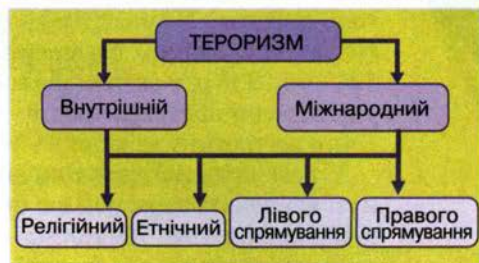 ТЕРОРИЗМ
Внутрішній
Міжнародний
Релігійний
Етнічний
Лівого
спрямування
Правого
спрямування